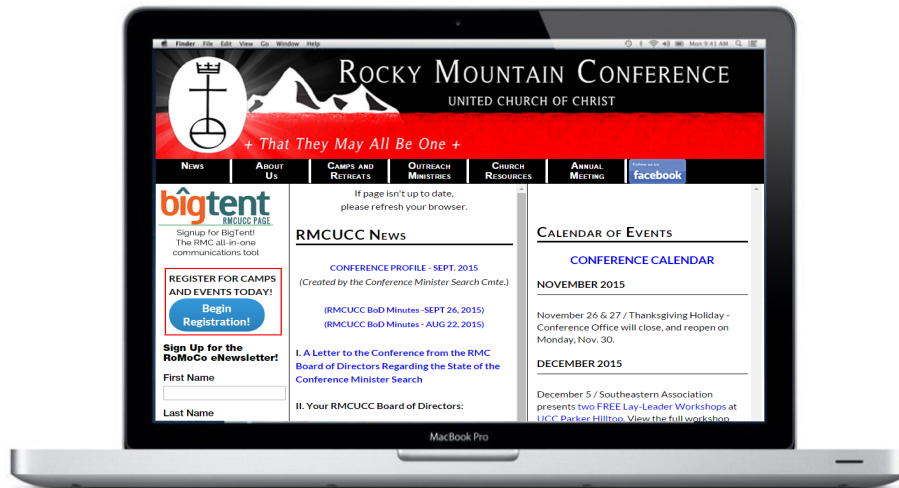 Finder File Edit View Go Window Help
Mon 9:41 AM
ROCKY MOUNTAIN CONFERENCE
UNITED CHURCH OF CHRIST
+ That They May All Be One +
NEWS
ABOUT
US
CAMPS AND
RETREATS
OUTREACH
MINISTRIES
CHURCH
RESOURCES
ANNUAL
MEETING
Follow us on
facebook
bigtent
RMCUCC PAGE
Signup for BigTent!
The RMC all-in-one
communications tool
REGISTER FOR CAMPS
AND EVENTS TODAY!
Begin
Registration!
Sign Up for the
RoMoCo eNewsletter!
First Name
Last Name
If page isn't up to date,
please refresh your browser.
RMCUCC NEWS
CONFERENCE PROFILE - SEPT. 2015
(Created by the Conference Minister Search Cmte.)
(RMCUCC BoD Minutes -SEPT 26, 2015)
(RMCUCC BoD Minutes - AUG 22, 2015)
I. A Letter to the Conference from the RMC
Board of Directors Regarding the State of the
Conference Minister Search
II. Your RMCUCC Board of Directors:
CALENDAR OF EVENTS
CONFERENCE CALENDAR
NOVEMBER 2015
November 26 & 27 / Thanksgiving Holiday -
Conference Office will close, and reopen on
Monday, Nov. 30.
DECEMBER 2015
December 5 / Southeastern Association
presents two FREE Lay-Leader Workshops at
UCC Parker Hilltop. View the full workshop
MacBook Pro